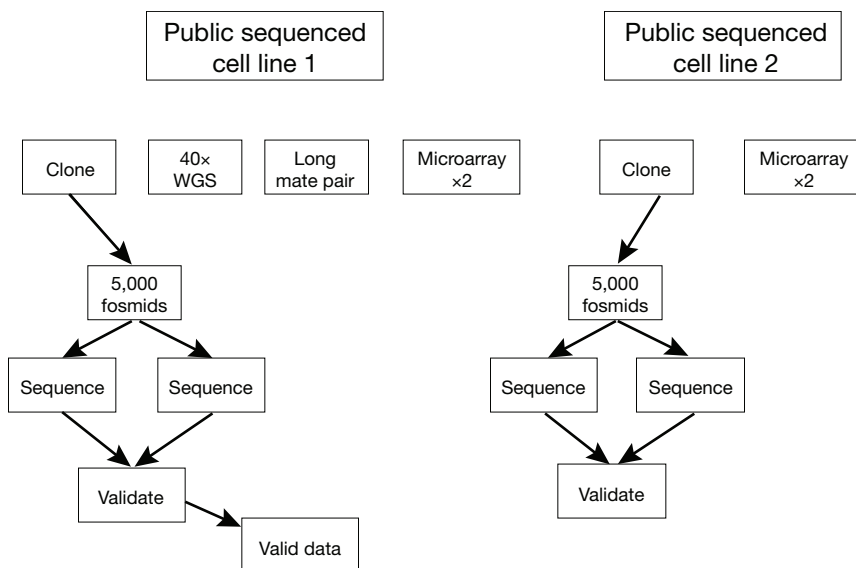 Public sequenced
cell line 1
Public sequenced
cell line 2
Clone
40×
WGS
Long
mate pair
Microarray
×2
Clone
Microarray
×2
5,000
fosmids
5,000
fosmids
Sequence
Sequence
Sequence
Sequence
Validate
Validate
Valid data